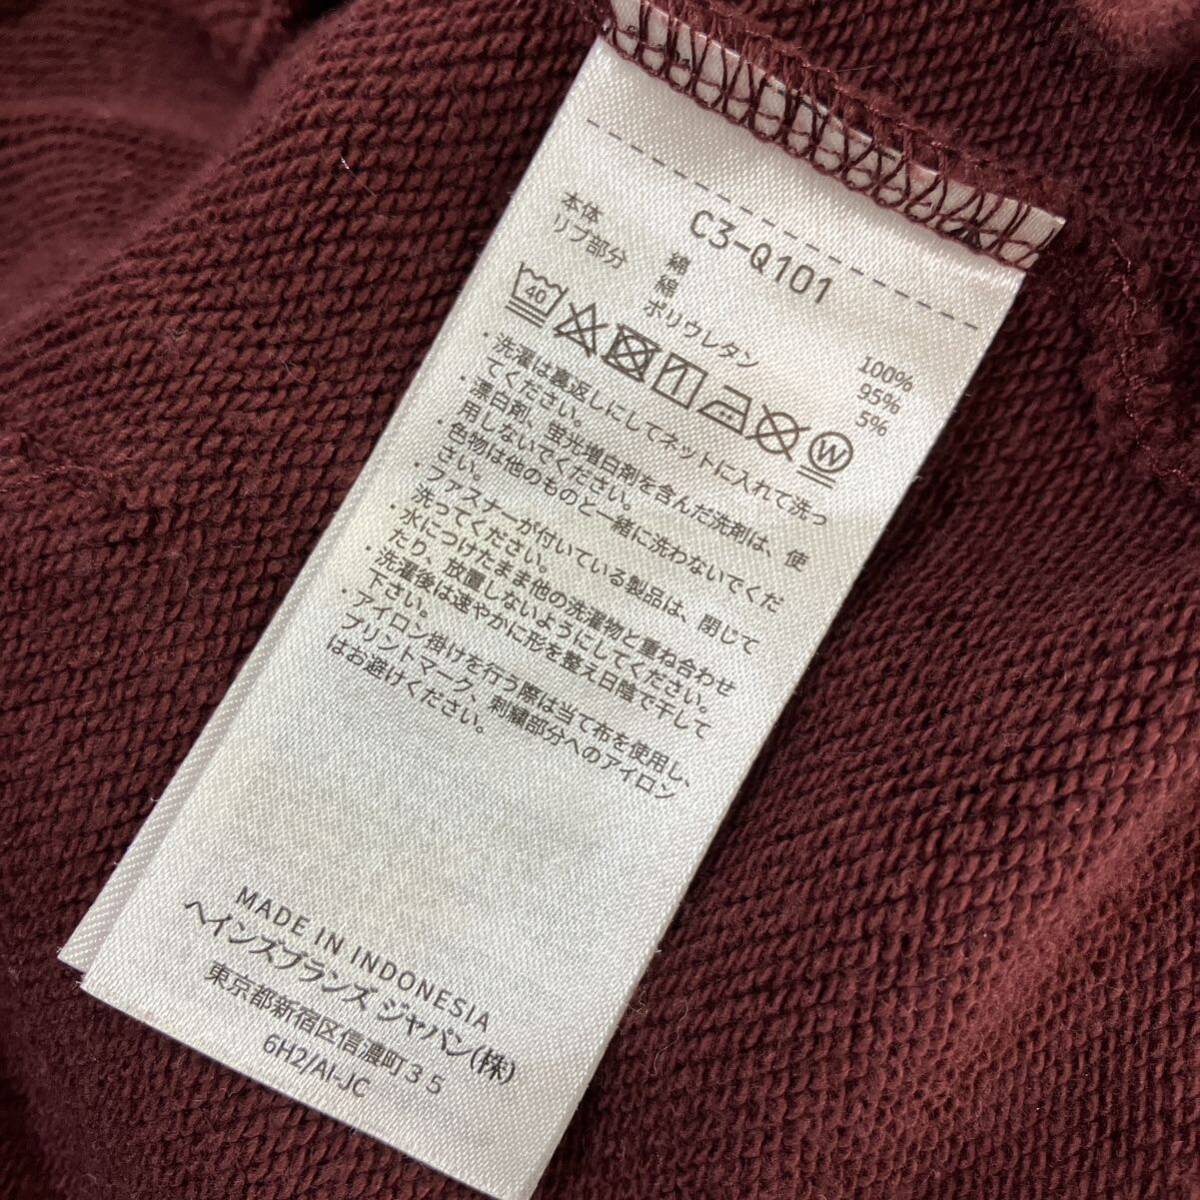 C3-Q101
本体 綿 100%
リブ部分 綿 95%
ポリウレタン 5%
40 W
・洗濯は裏返しにしてネットに入れて洗っ
てください。
・漂白剤、蛍光増白剤を含んだ洗剤は、使
用しないでください。
・色物は他のものと一緒に洗わないでくだ
さい。
・ファスナーが付いている製品は、閉じて
洗ってください。
・水につけたまま他の洗濯物と重ね合わせ
たり、放置しないようにしてください。
・洗濯後は速やかに形を整え日陰で干して
下さい。
・アイロン掛けを行う際は当て布を使用し、
プリントマーク、刺繍部分へのアイロン
はお避けください。
MADE IN INDONESIA
ヘインズブランズ ジャパン(株)
東京都新宿区信濃町３５
6H2/AI-JC